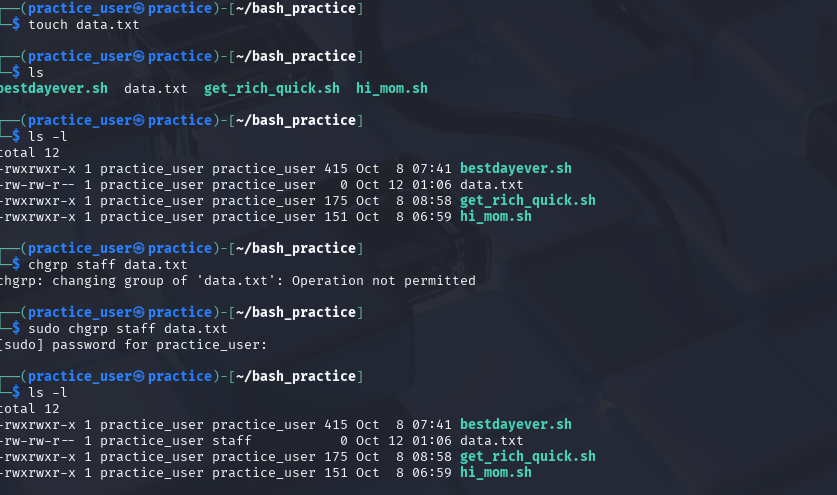 ┌──(practice_user㉿practice)-[~/bash_practice]
└─$ touch data.txt
┌──(practice_user㉿practice)-[~/bash_practice]
└─$ ls
bestdayever.sh  data.txt  get_rich_quick.sh  hi_mom.sh
┌──(practice_user㉿practice)-[~/bash_practice]
└─$ ls -l
total 12
-rwxrwxr-x 1 practice_user practice_user 415 Oct  8 07:41 bestdayever.sh
-rw-rw-r-- 1 practice_user practice_user   0 Oct 12 01:06 data.txt
-rwxrwxr-x 1 practice_user practice_user 175 Oct  8 08:58 get_rich_quick.sh
-rwxrwxr-x 1 practice_user practice_user 151 Oct  8 06:59 hi_mom.sh
┌──(practice_user㉿practice)-[~/bash_practice]
└─$ chgrp staff data.txt
chgrp: changing group of 'data.txt': Operation not permitted
┌──(practice_user㉿practice)-[~/bash_practice]
└─$ sudo chgrp staff data.txt
[sudo] password for practice_user:
┌──(practice_user㉿practice)-[~/bash_practice]
└─$ ls -l
total 12
-rwxrwxr-x 1 practice_user practice_user 415 Oct  8 07:41 bestdayever.sh
-rw-rw-r-- 1 practice_user staff           0 Oct 12 01:06 data.txt
-rwxrwxr-x 1 practice_user practice_user 175 Oct  8 08:58 get_rich_quick.sh
-rwxrwxr-x 1 practice_user practice_user 151 Oct  8 06:59 hi_mom.sh